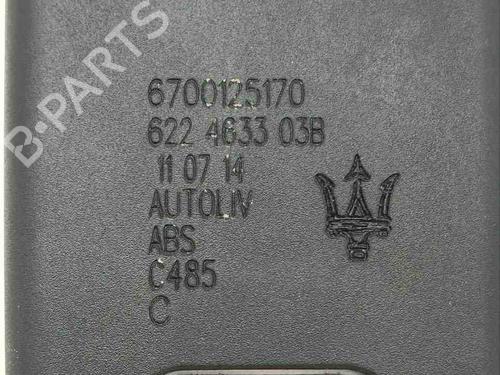 B-PARTS
6700125170
622 4633 03B
11 07 14
AUTOLIV
ABS
C485
C